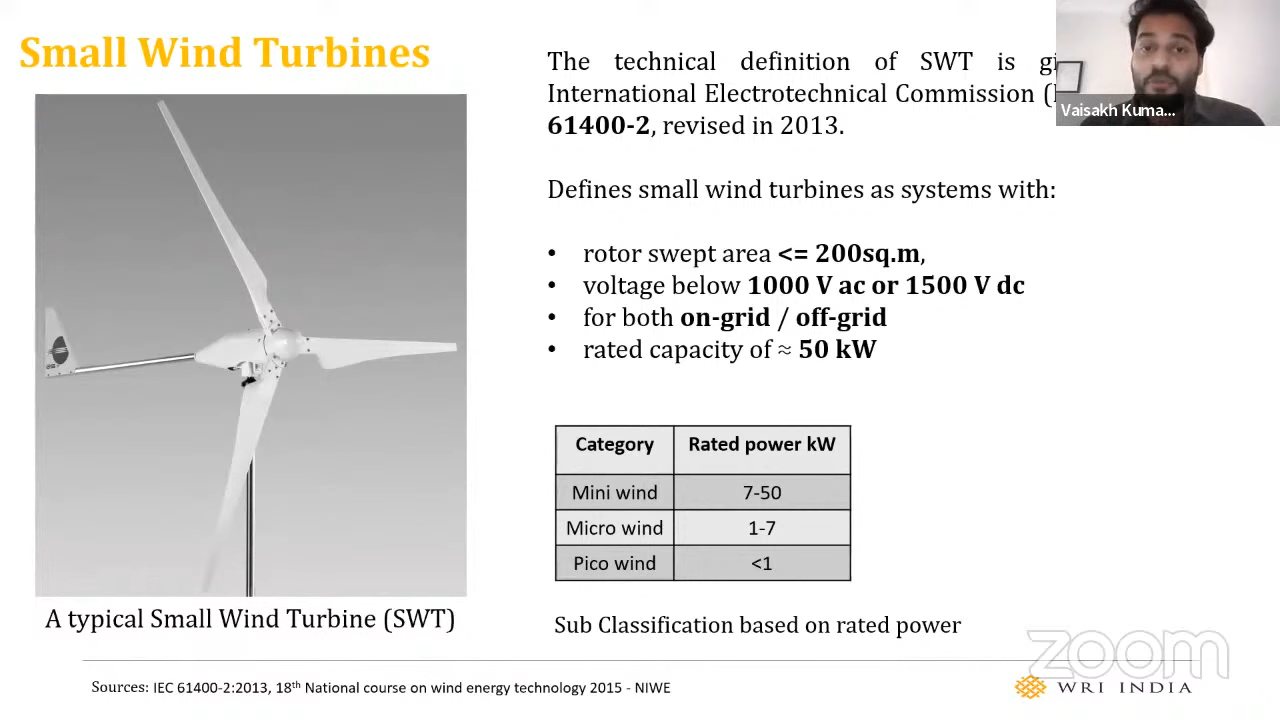 Small Wind Turbines
The technical definition of SWT is
International Electrotechnical Commission
61400-2, revised in 2013.
Vaisakh Kuma...
Defines small wind turbines as systems with:
• rotor swept area <= 200sq.m,
• voltage below 1000 V ac or 1500 V dc
• for both on-grid / off-grid
• rated capacity of ≈ 50 kW
Category Rated power kW
Mini wind 7-50
Micro wind 1-7
Pico wind <1
A typical Small Wind Turbine (SWT)
Sub Classification based on rated power
zoom
Sources: IEC 61400-2:2013, 18th National course on wind energy technology 2015 - NIWE
WRI INDIA